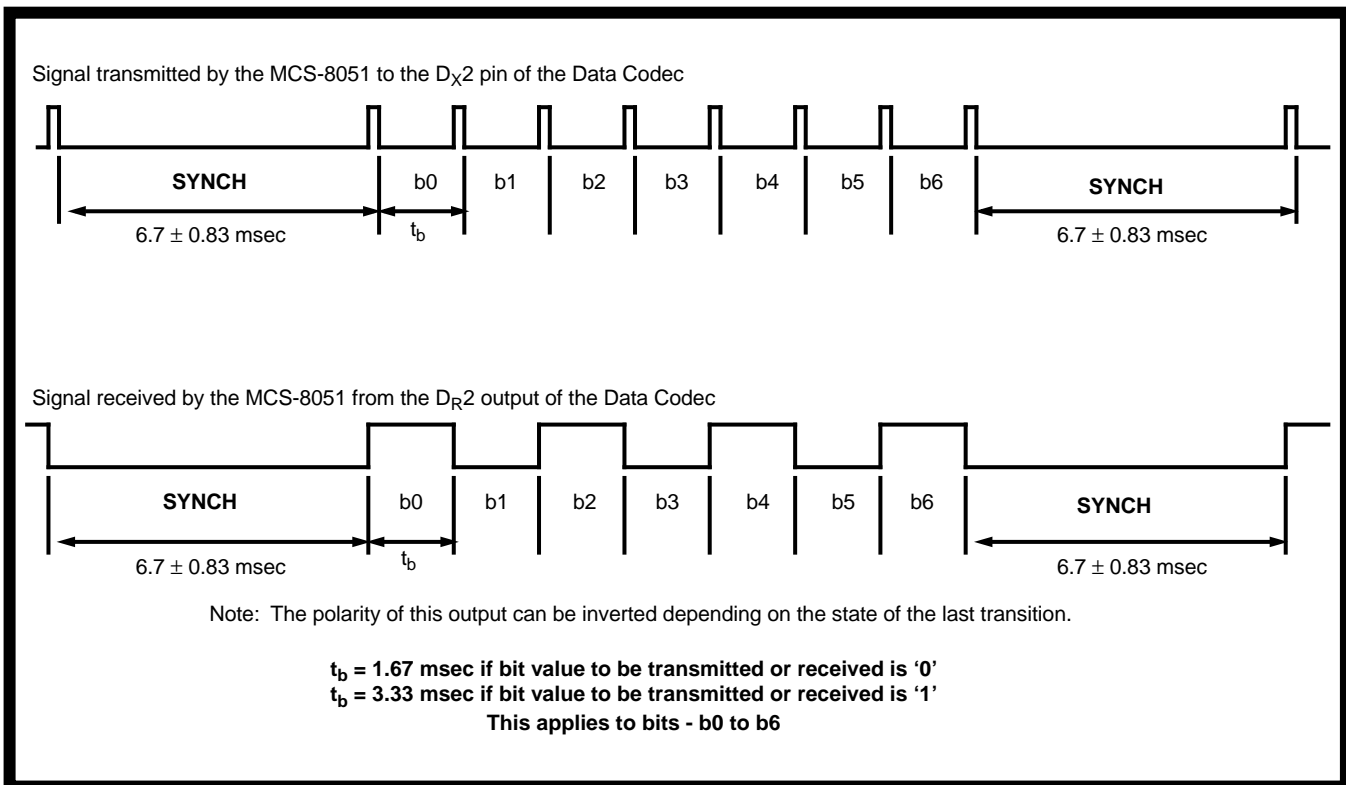 Signal transmitted by the MCS-8051 to the DX2 pin of the Data Codec
SYNCH b0 b1 b2 b3 b4 b5 b6 SYNCH
6.7 ± 0.83 msec tb 6.7 ± 0.83 msec
Signal received by the MCS-8051 from the DR2 output of the Data Codec
SYNCH b0 b1 b2 b3 b4 b5 b6 SYNCH
6.7 ± 0.83 msec tb 6.7 ± 0.83 msec
Note: The polarity of this output can be inverted depending on the state of the last transition.
tb = 1.67 msec if bit value to be transmitted or received is ‘0’
tb = 3.33 msec if bit value to be transmitted or received is ‘1’
This applies to bits - b0 to b6